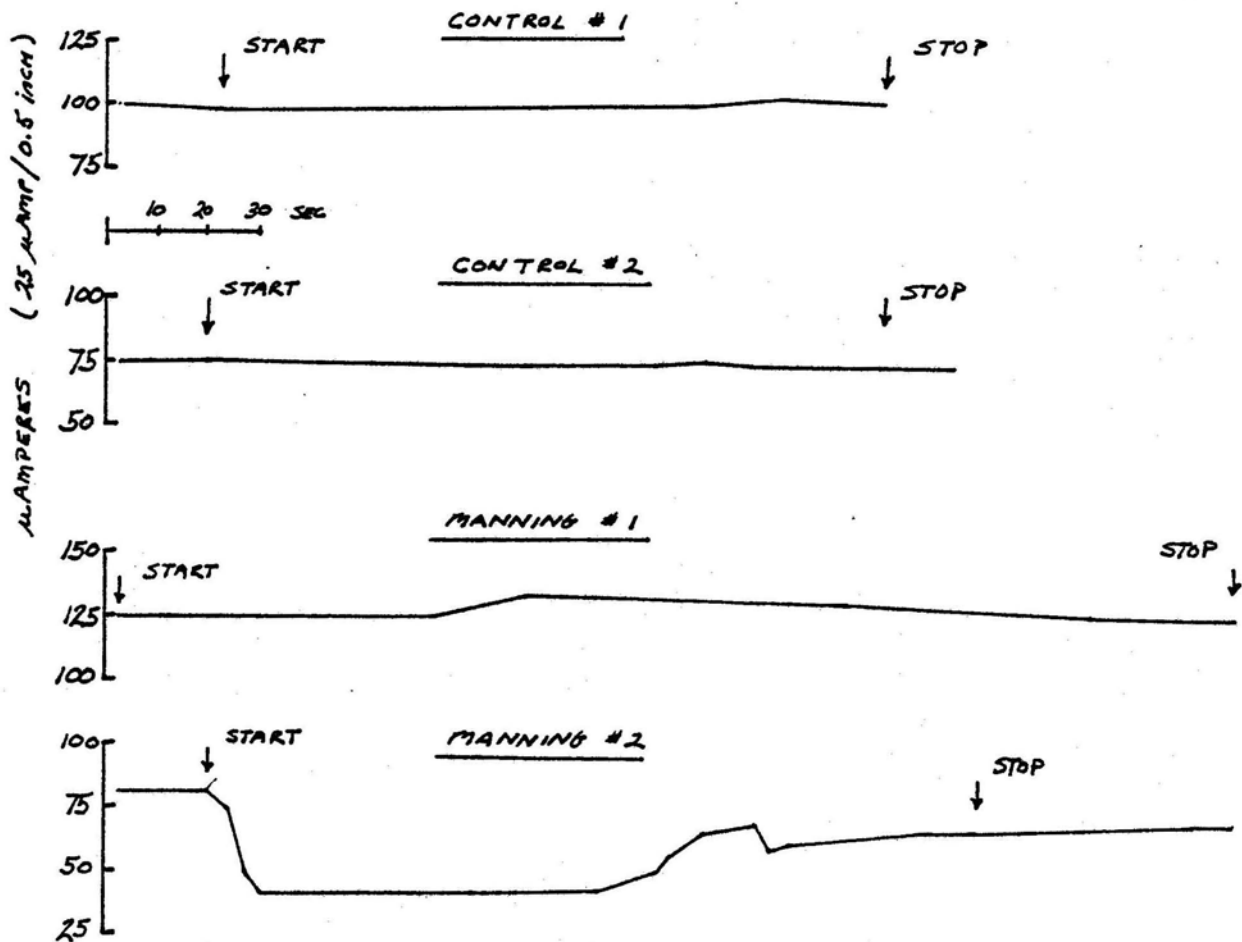 µAMPERES (25 µAMP/0.5 INCH)
CONTROL #1
125
START
STOP
100
75
10 20 30 SEC
CONTROL #2
100
START
STOP
75
50
MANNING #1
150
START
STOP
125
100
MANNING #2
100
START
STOP
75
50
25